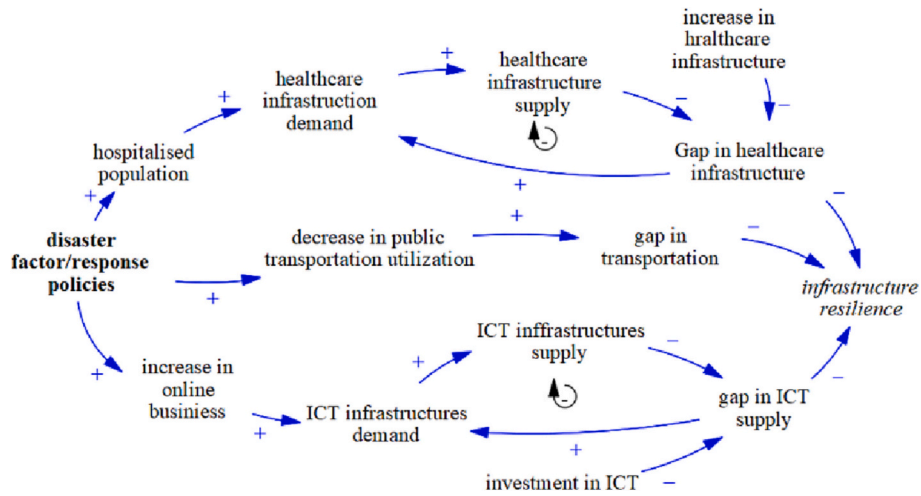 increase in
hralthcare
infrastructure
healthcare
infrastructure
supply
healthcare
infrastruction
demand
hospitalised
population
Gap in healthcare
infrastructure
disaster
factor/response
policies
decrease in public
transportation utilization
gap in
transportation
infrastructure
resilience
ICT inffrastructures
supply
increase in
online
businiess
ICT infrastructures
demand
gap in ICT
supply
investment in ICT
+
+
+
-
-
+
-
+
+
-
+
+
+
-
-
+
-
-
-